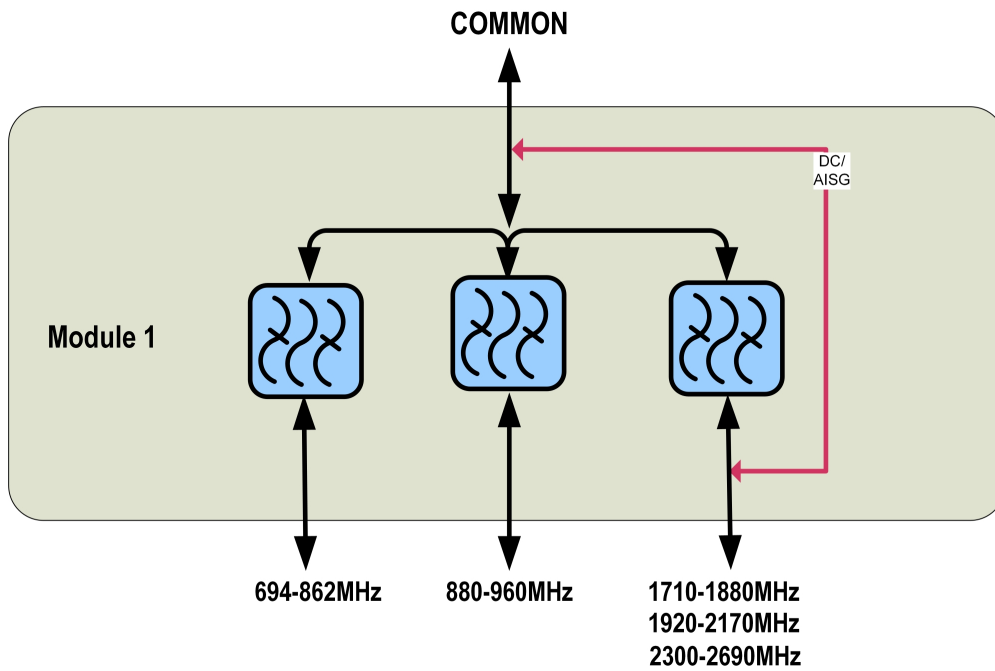 COMMON
DC/
AISG
Module 1
694-862MHz
880-960MHz
1710-1880MHz
1920-2170MHz
2300-2690MHz